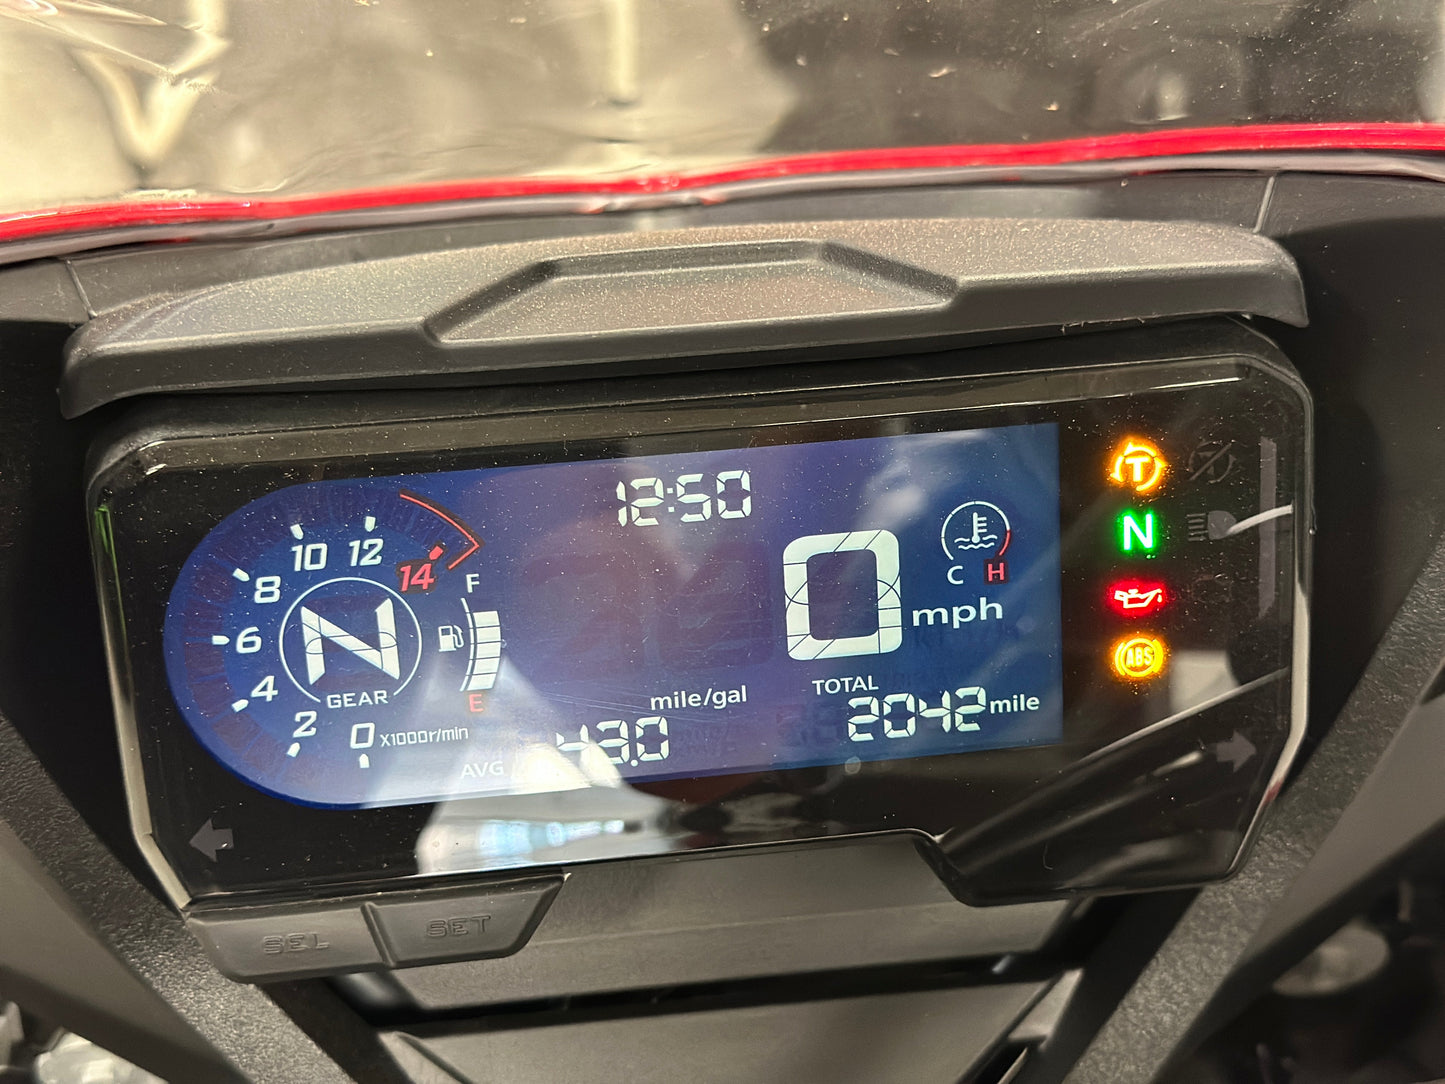 12:50
10 12
14
8
6
4
2
0 X1000r/min
N
GEAR
F
E
C H
0 mph
mile/gal
AVG 43.0
TOTAL
2042 mile
T
N
ABS
SEL SET